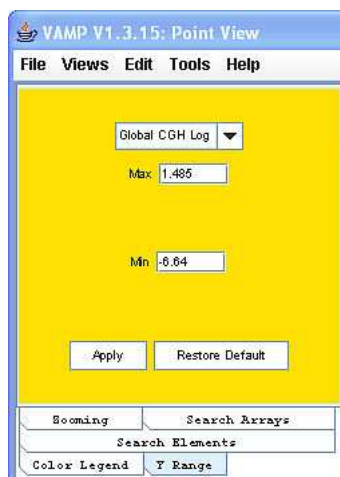 VAMP V1.3.15: Point View
File Views Edit Tools Help
Global CGH Log
Max 1.485
Min -6.64
Apply Restore Default
Booming Search Arrays
Search Elements
Color Legend Y Range